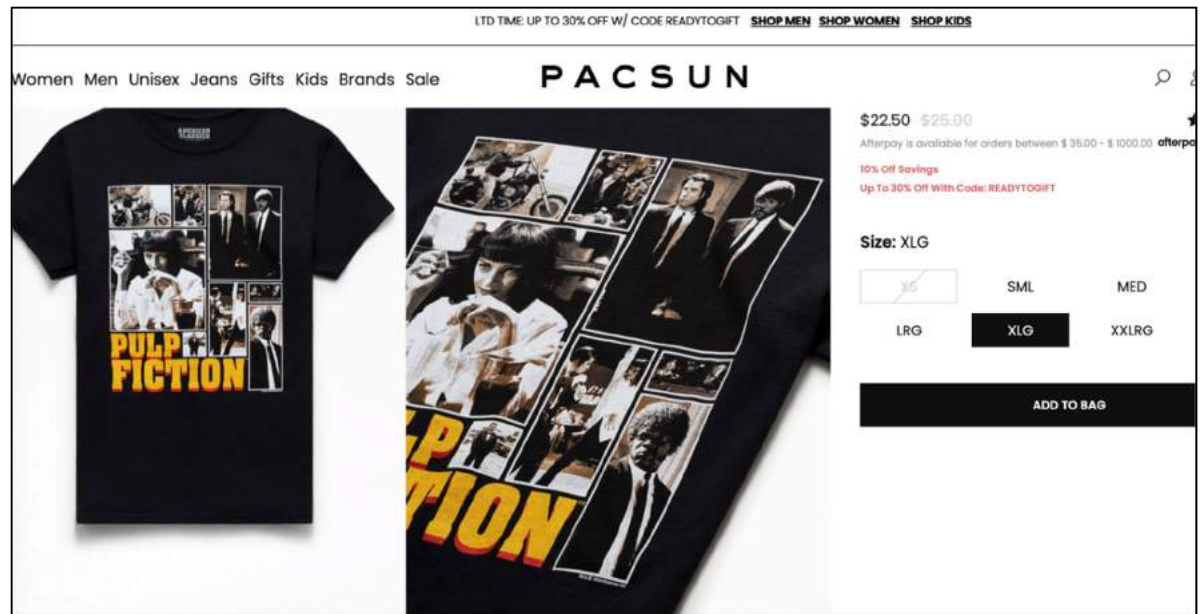 LTD TIME: UP TO 30% OFF W/ CODE READYTOGIFT SHOP MEN SHOP WOMEN SHOP KIDS
Women Men Unisex Jeans Gifts Kids Brands Sale
PACSUN
AMERICAN
CLASSICS
PULP
FICTION
$22.50 $25.00
Afterpay is available for orders between $ 35.00 - $ 1000.00 afterpa
10% Off Savings
Up To 30% Off With Code: READYTOGIFT
Size: XLG
XS SML MED
LRG XLG XXLRG
ADD TO BAG
LP
TION